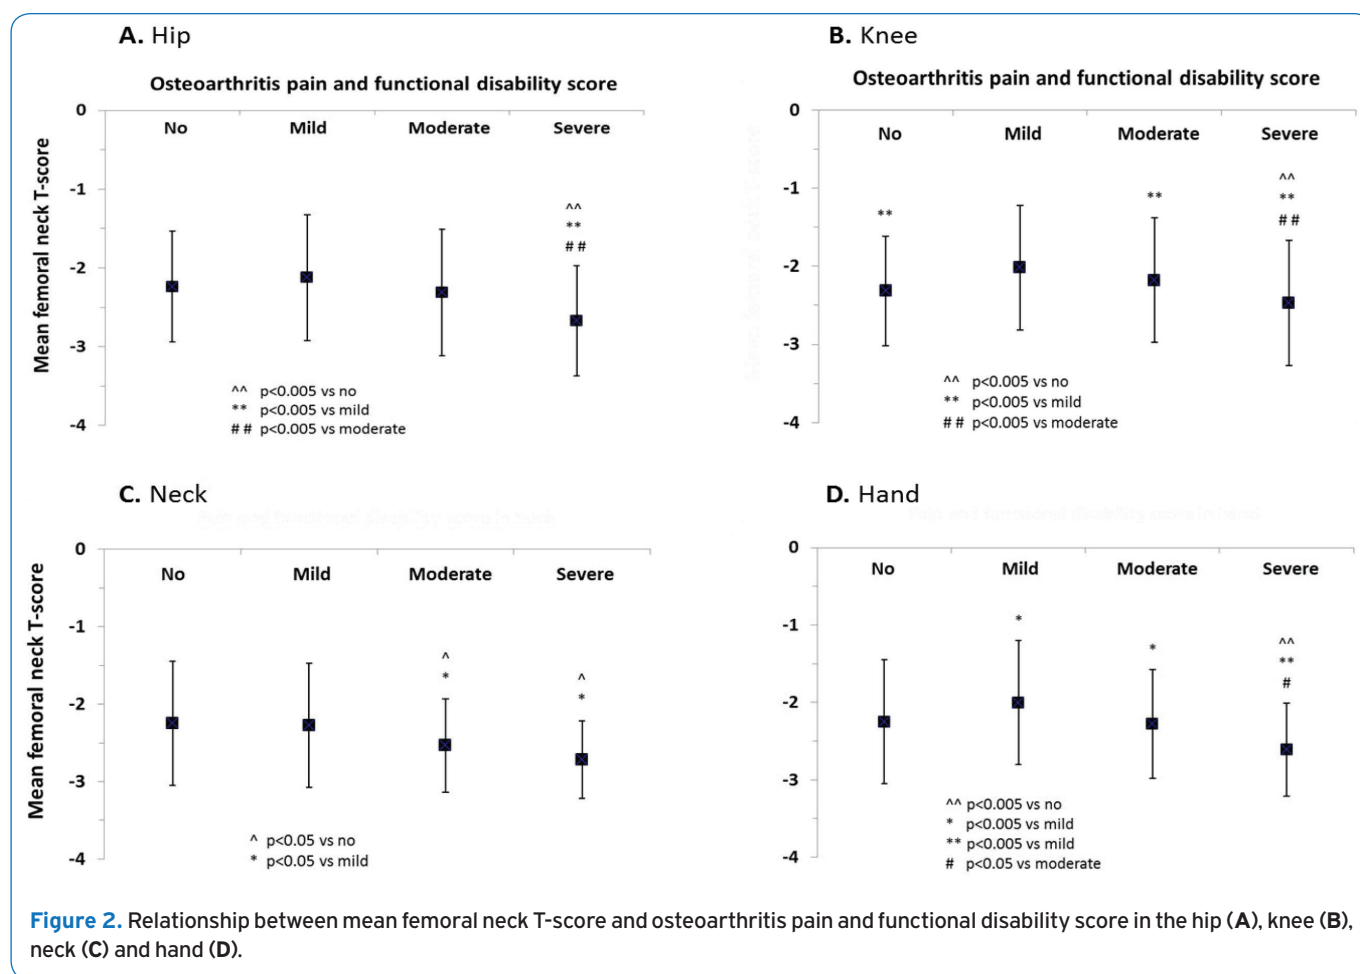 A. Hip
Osteoarthritis pain and functional disability score
0
No Mild Moderate Severe
-1
^^
**
##
-2
-3
-4
Mean femoral neck T-score
^^ p<0.005 vs no
** p<0.005 vs mild
## p<0.005 vs moderate
B. Knee
Osteoarthritis pain and functional disability score
0
No Mild Moderate Severe
-1
** ** ^^
**
##
-2
-3
-4
^^ p<0.005 vs no
** p<0.005 vs mild
## p<0.005 vs moderate
C. Neck
0
No Mild Moderate Severe
-1
^ ^
* *
-2
-3
-4
Mean femoral neck T-score
^ p<0.05 vs no
* p<0.05 vs mild
D. Hand
0
No Mild Moderate Severe
-1
* * ^^
**
#
-2
-3
-4
^^ p<0.005 vs no
* p<0.005 vs mild
** p<0.005 vs mild
# p<0.05 vs moderate
Figure 2. Relationship between mean femoral neck T-score and osteoarthritis pain and functional disability score in the hip (A), knee (B),
neck (C) and hand (D).